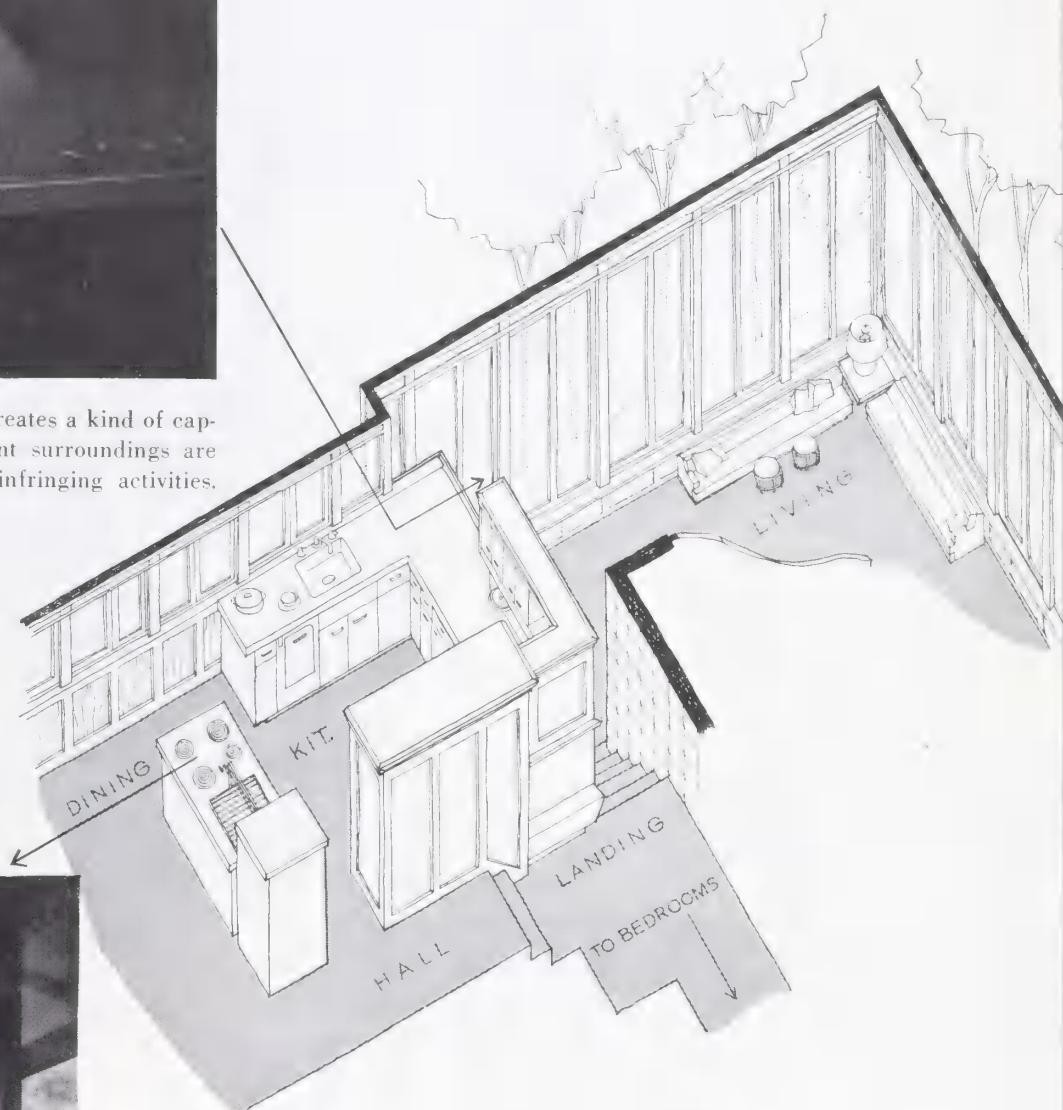 reates a kind of cap-
nt surroundings are
infringing activities.
LIVING
KIT.
DINING
LANDING
TO BEDROOMS
HALL